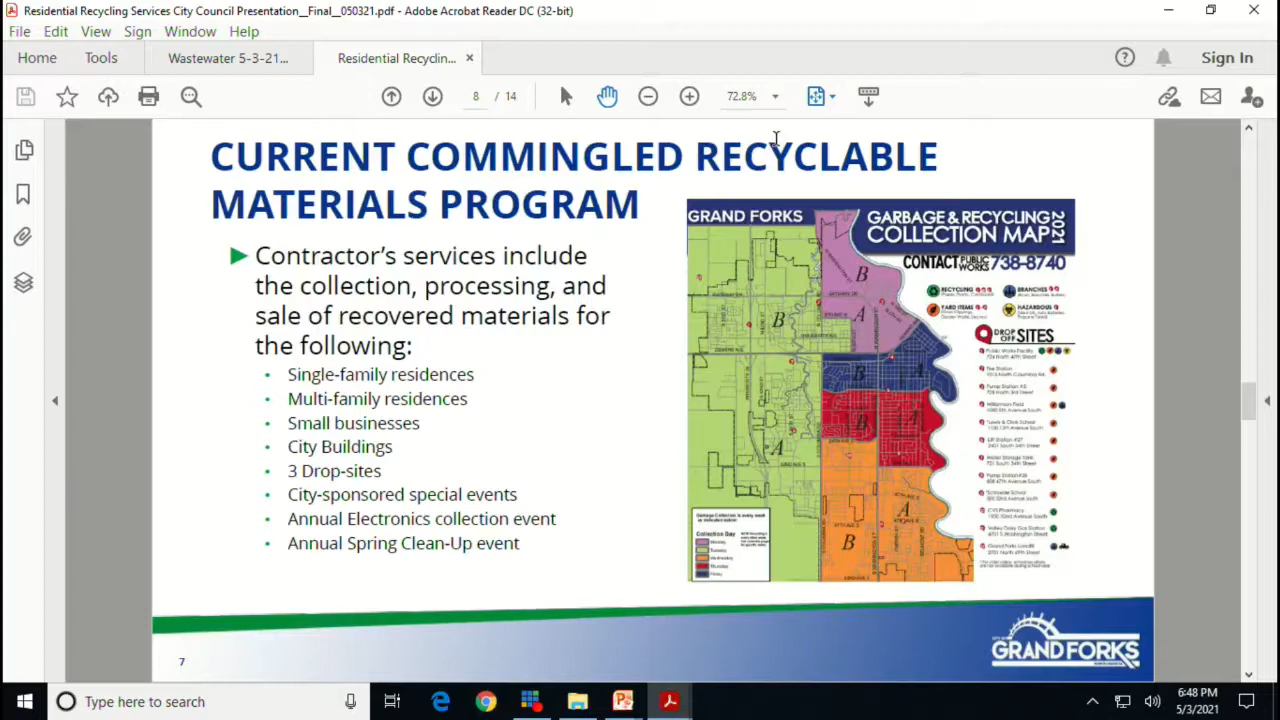 Residential Recycling Services City Council Presentation__Final__050321.pdf - Adobe Acrobat Reader DC (32-bit)
File Edit View Sign Window Help
Home Tools Wastewater 5-3-21... Residential Recyclin... × Sign In
8 / 14 72.8%
CURRENT COMMINGLED RECYCLABLE
MATERIALS PROGRAM
Contractor's services include
the collection, processing, and
sale of recovered materials for
the following:
• Single-family residences
• Multi-family residences
• Small businesses
• City Buildings
• 3 Drop-sites
• City-sponsored special events
• Annual Electronics collection event
• Annual Spring Clean-Up event
GRAND FORKS
GARBAGE & RECYCLING
COLLECTION MAP 2021
CONTACT PUBLIC WORKS 738-8740
RECYCLING
BRANCHES
YARD ITEMS
HAZARDOUS
DROP OFF SITES
B
A
B
B
A
B
A
A
A
B
Collection Day
7
CITY OF
GRAND FORKS
Type here to search
6:48 PM
5/3/2021